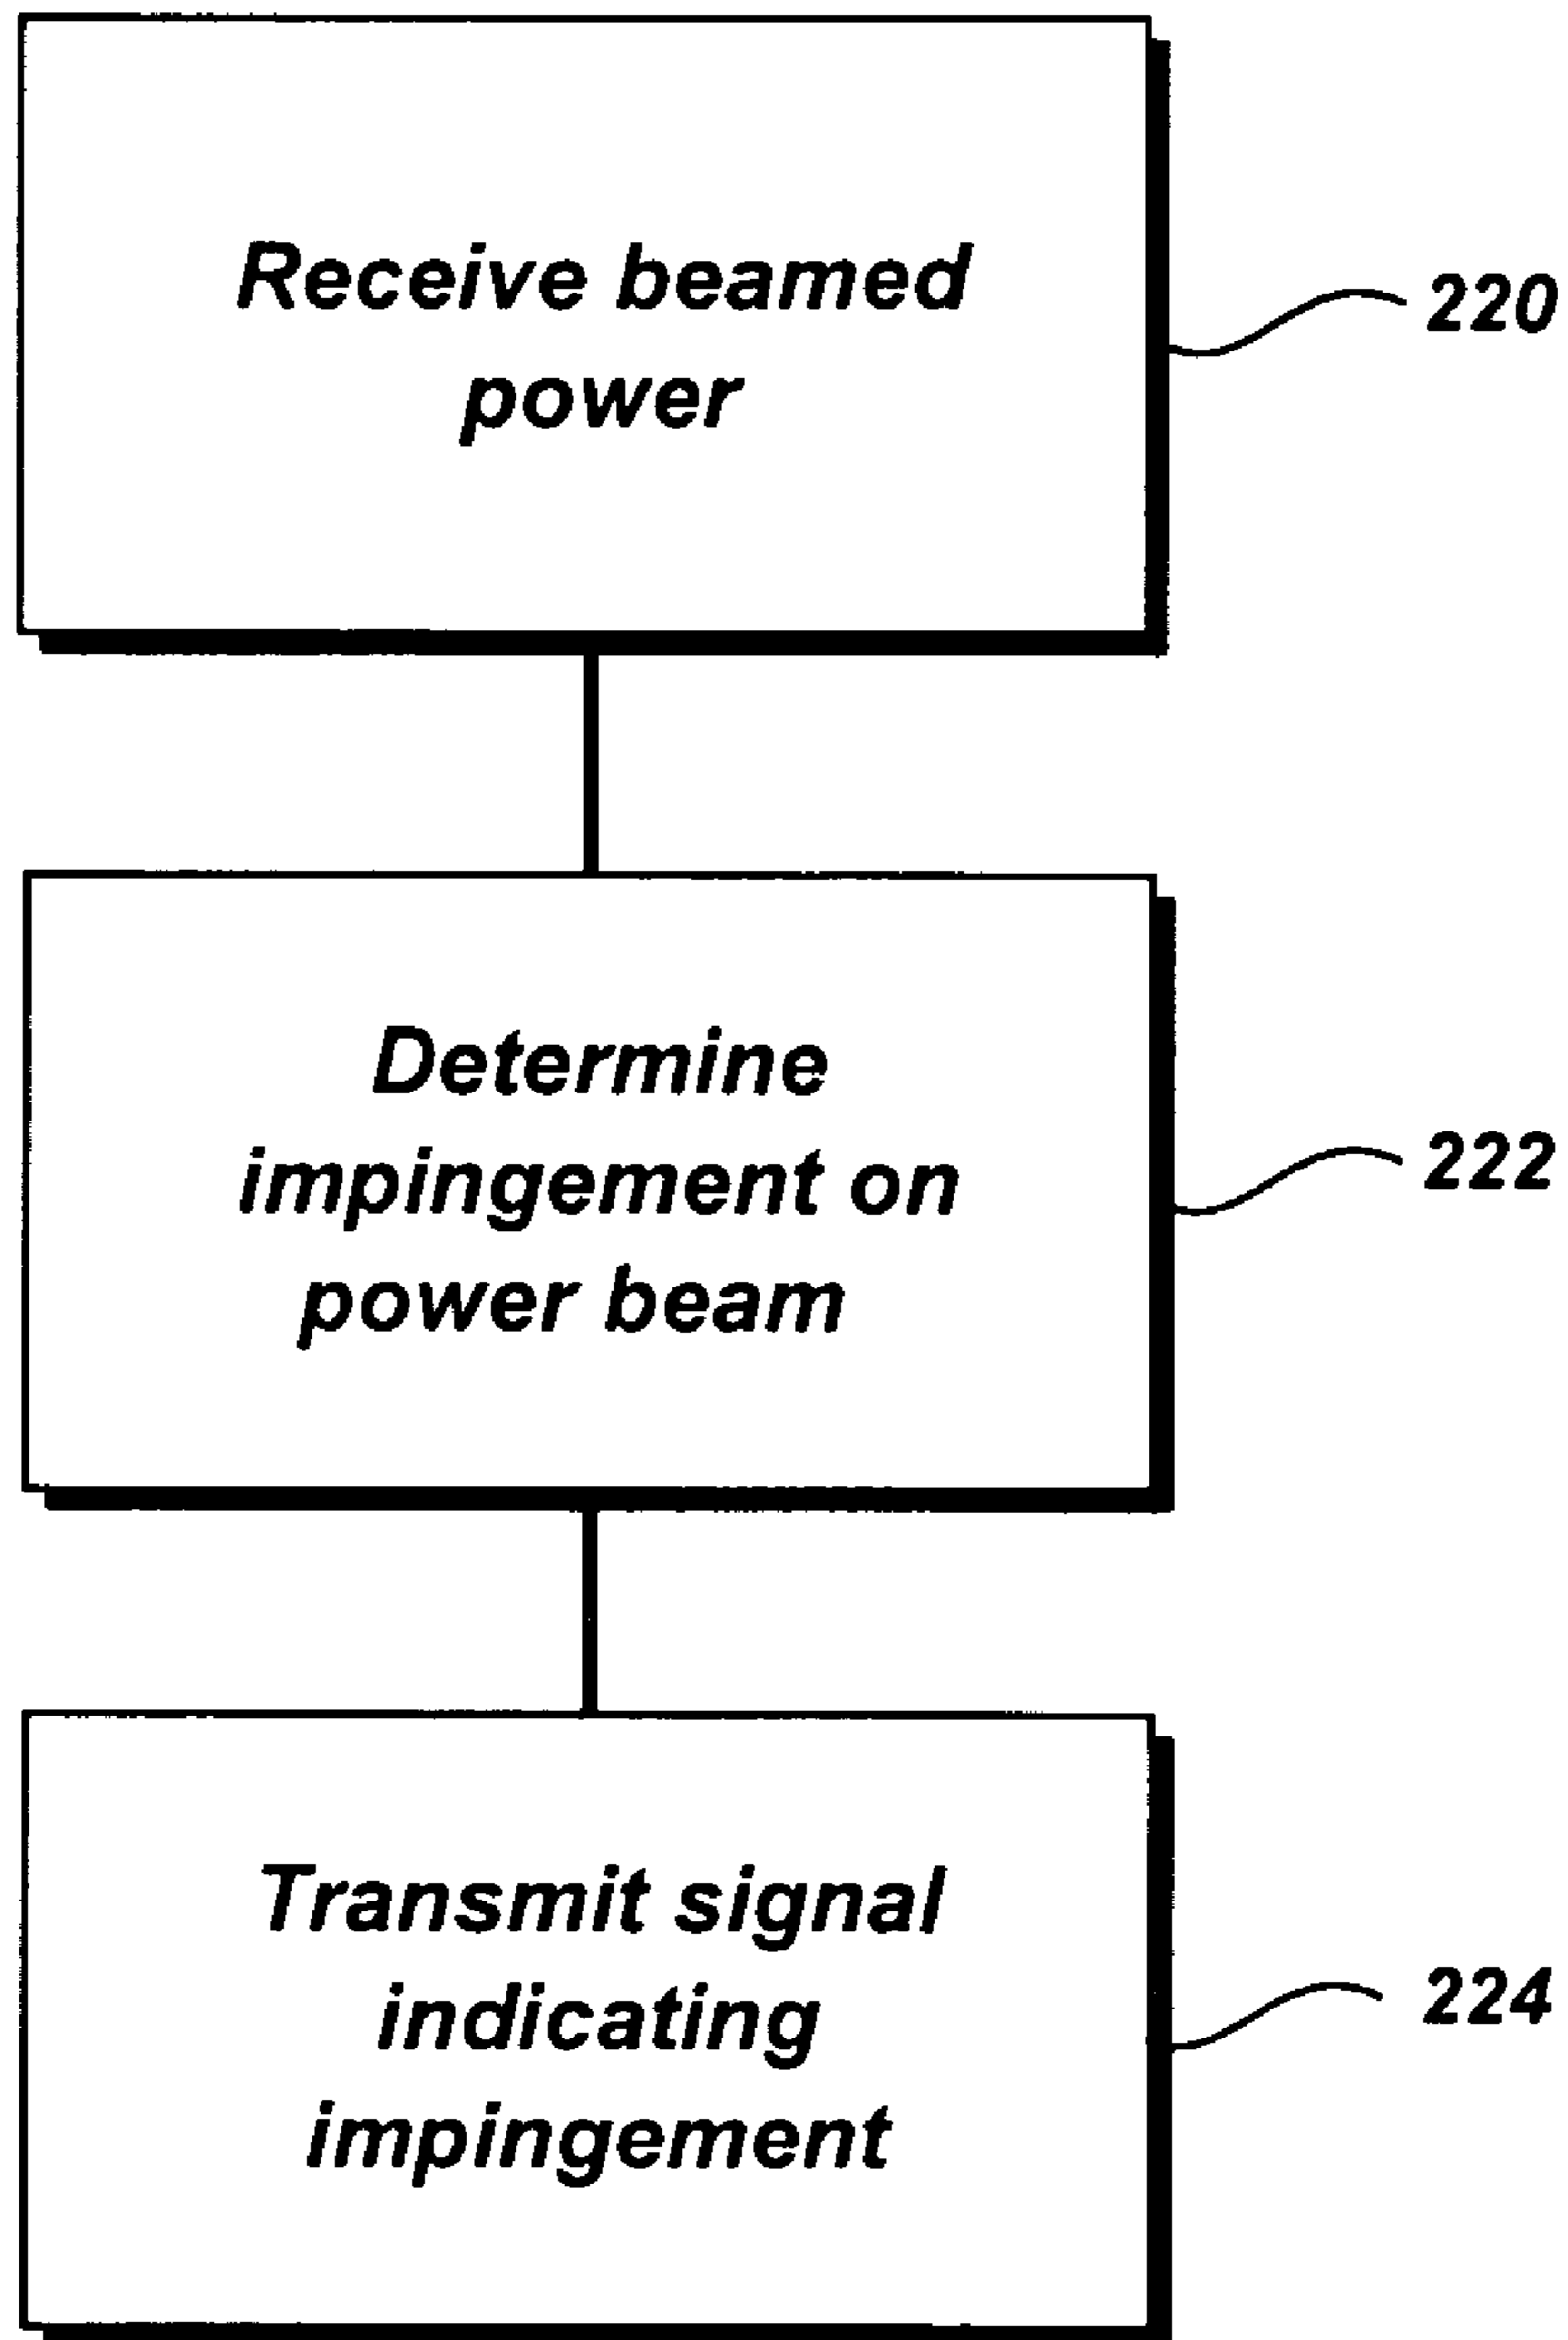 Receive beamed
power
220
Determine
impingement on
power beam
222
Transmit signal
indicating
impingement
224